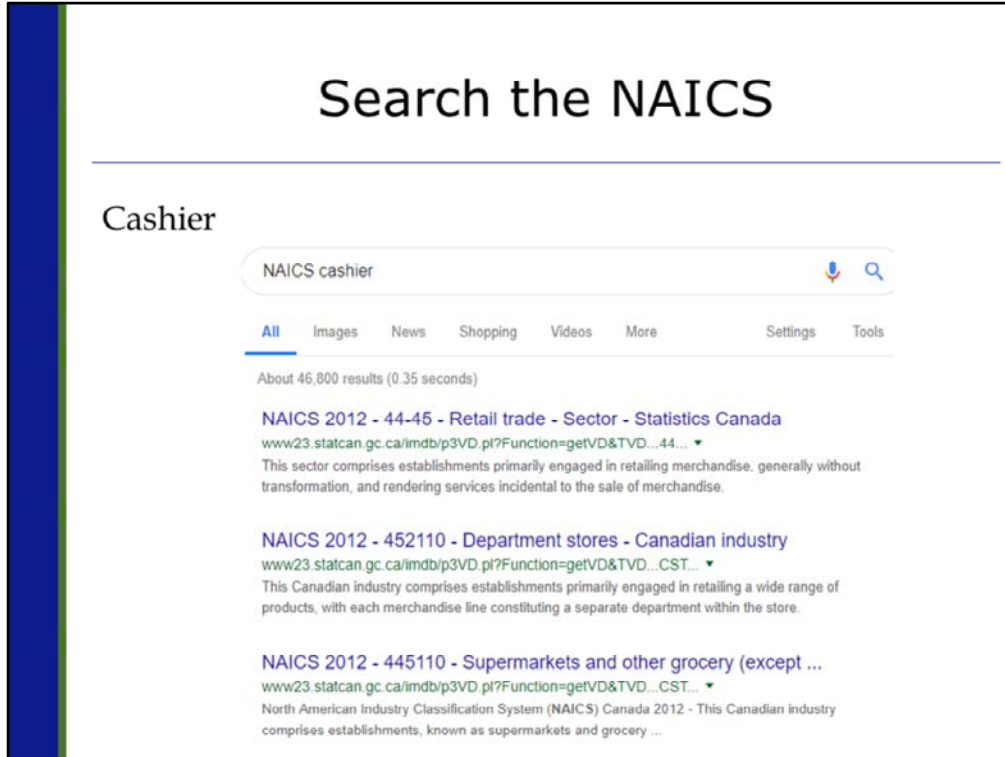 Search the NAICS
Cashier
NAICS cashier
All Images News Shopping Videos More Settings Tools
About 46,800 results (0.35 seconds)
NAICS 2012 - 44-45 - Retail trade - Sector - Statistics Canada
www23.statcan.gc.ca/imdb/p3VD.pl?Function=getVD&TVD...44... ▼
This sector comprises establishments primarily engaged in retailing merchandise, generally without
transformation, and rendering services incidental to the sale of merchandise.
NAICS 2012 - 452110 - Department stores - Canadian industry
www23.statcan.gc.ca/imdb/p3VD.pl?Function=getVD&TVD...CST... ▼
This Canadian industry comprises establishments primarily engaged in retailing a wide range of
products, with each merchandise line constituting a separate department within the store.
NAICS 2012 - 445110 - Supermarkets and other grocery (except ...
www23.statcan.gc.ca/imdb/p3VD.pl?Function=getVD&TVD...CST... ▼
North American Industry Classification System (NAICS) Canada 2012 - This Canadian industry
comprises establishments, known as supermarkets and grocery ...